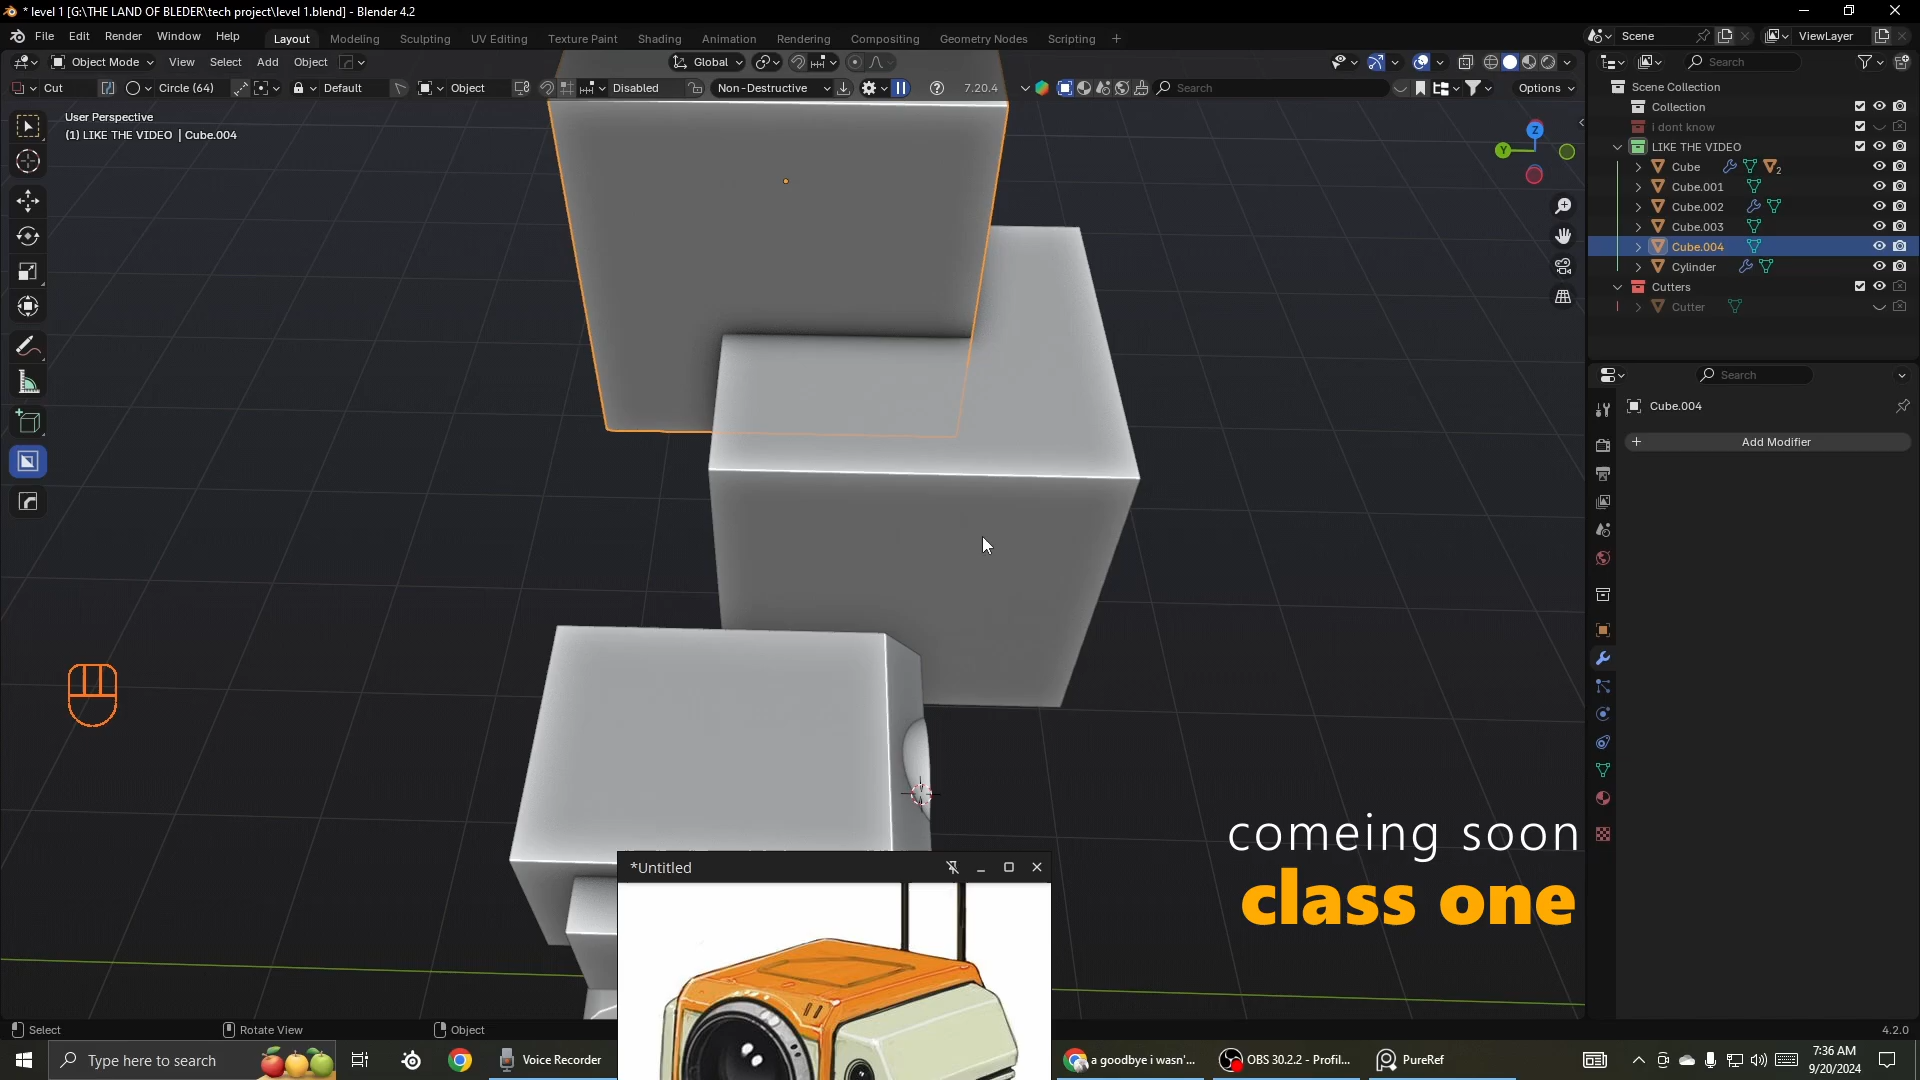 * level 1 [G:\THE LAND OF BLEDER\tech project\level 1.blend] - Blender 4.2
File Edit Render Window Help
Layout Modeling Sculpting UV Editing Texture Paint Shading Animation Rendering Compositing Geometry Nodes Scripting +
Scene
ViewLayer
Object Mode View Select Add Object
Global
Search
Cut Circle (64) Default Object Disabled Non-Destructive 7.20.4 Search Options
User Perspective
(1) LIKE THE VIDEO | Cube.004
Z
Y
Scene Collection
Collection
i dont know
LIKE THE VIDEO
Cube 2
Cube.001
Cube.002
Cube.003
Cube.004
Cylinder
Cutters
Cutter
Search
Cube.004
+ Add Modifier
comeing soon
class one
*Untitled
Select Rotate View Object 4.2.0
Type here to search
Voice Recorder
a goodbye i wasn'...
OBS 30.2.2 - Profil...
PureRef
7:36 AM
9/20/2024